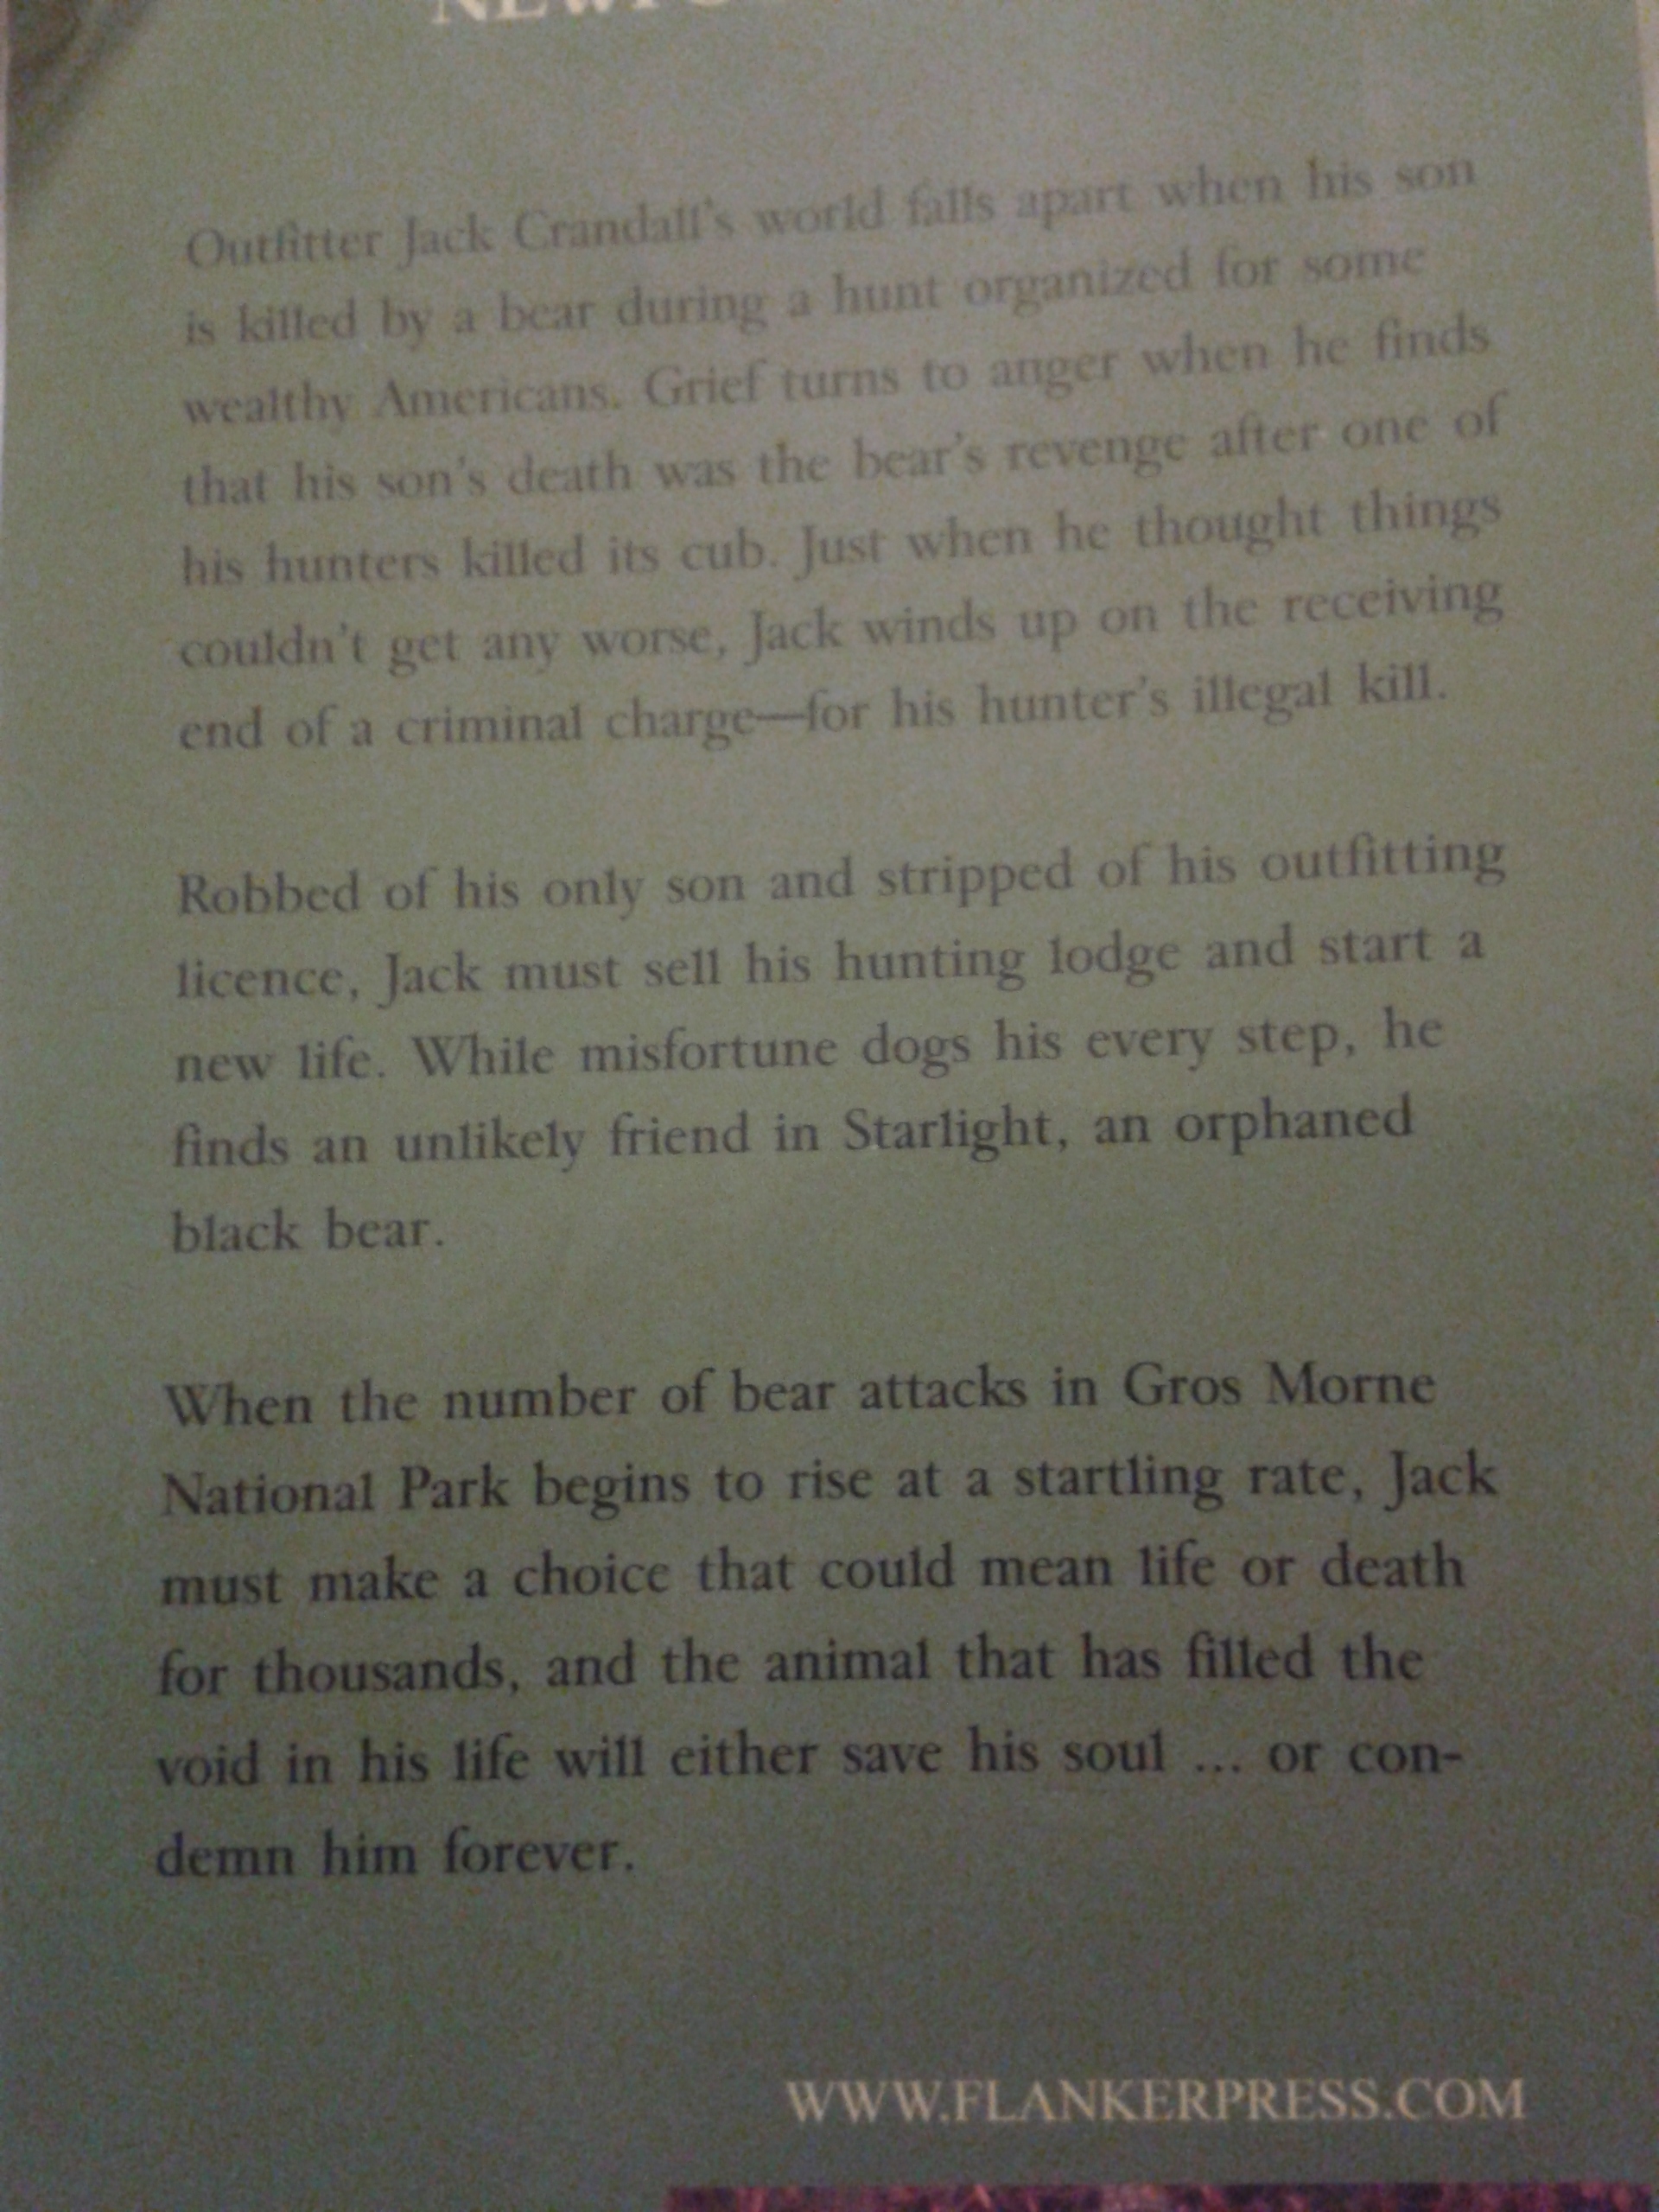 Outfitter Jack Crandall's world falls apart when his son
is killed by a bear during a hunt organized for some
wealthy Americans. Grief turns to anger when he finds
that his son's death was the bear's revenge after one of
his hunters killed its cub. Just when he thought things
couldn't get any worse, Jack winds up on the receiving
end of a criminal charge—for his hunter's illegal kill.
Robbed of his only son and stripped of his outfitting
licence, Jack must sell his hunting lodge and start a
new life. While misfortune dogs his every step, he
finds an unlikely friend in Starlight, an orphaned
black bear.
When the number of bear attacks in Gros Morne
National Park begins to rise at a startling rate, Jack
must make a choice that could mean life or death
for thousands, and the animal that has filled the
void in his life will either save his soul ... or con-
demn him forever.
WWW.FLANKERPRESS.COM